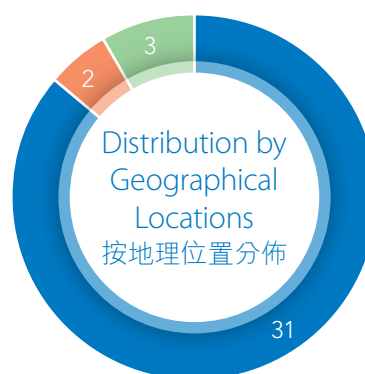 3
2
Distribution by
Geographical
Locations
按地理位置分佈
31